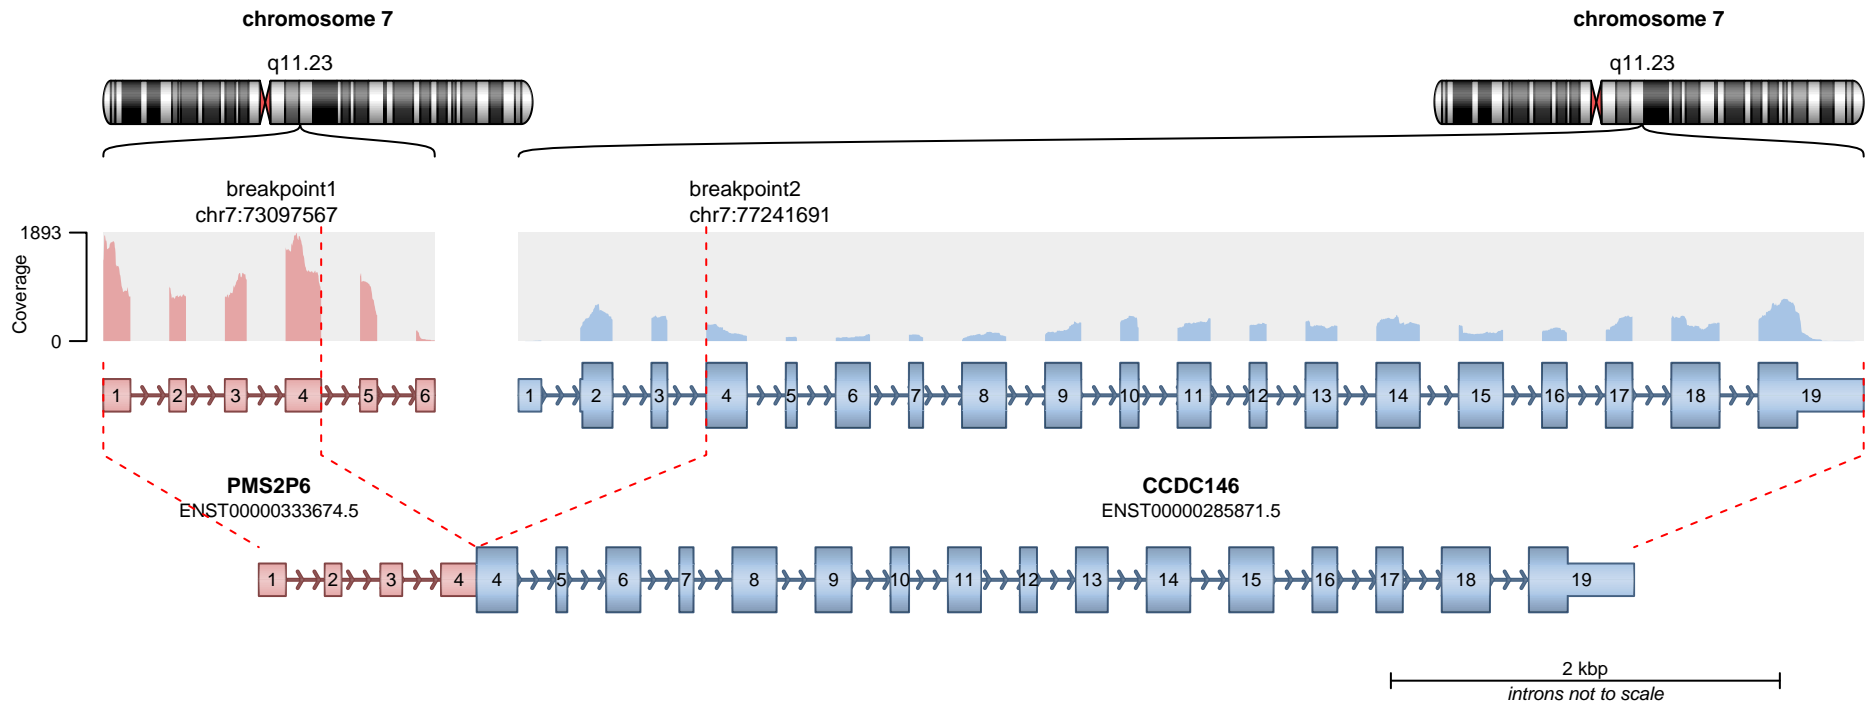 chromosome 7
chromosome 7
q11.23
q11.23
breakpoint1
chr7:73097567
breakpoint2
chr7:77241691
1893
Coverage
0
1 2 3 4 5 6
1 2 3 4 5 6 7 8 9 10 11 12 13 14 15 16 17 18 19
PMS2P6
ENST00000333674.5
CCDC146
ENST00000285871.5
1 2 3 4 4 5 6 7 8 9 10 11 12 13 14 15 16 17 18 19
2 kbp
introns not to scale